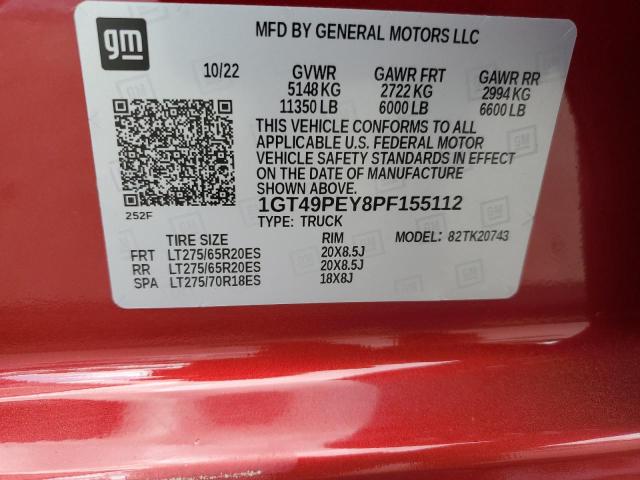 gm
MFD BY GENERAL MOTORS LLC
10/22 GVWR GAWR FRT GAWR RR
5148 KG 2722 KG 2994 KG
11350 LB 6000 LB 6600 LB
THIS VEHICLE CONFORMS TO ALL
APPLICABLE U.S. FEDERAL MOTOR
VEHICLE SAFETY STANDARDS IN EFFECT
ON THE DATE OF MANUFACTURE
SHOWN ABOVE.
252F
1GT49PEY8PF155112
TYPE: TRUCK MODEL: 82TK20743
TIRE SIZE RIM
FRT LT275/65R20ES 20X8.5J
RR LT275/65R20ES 20X8.5J
SPA LT275/70R18ES 18X8J